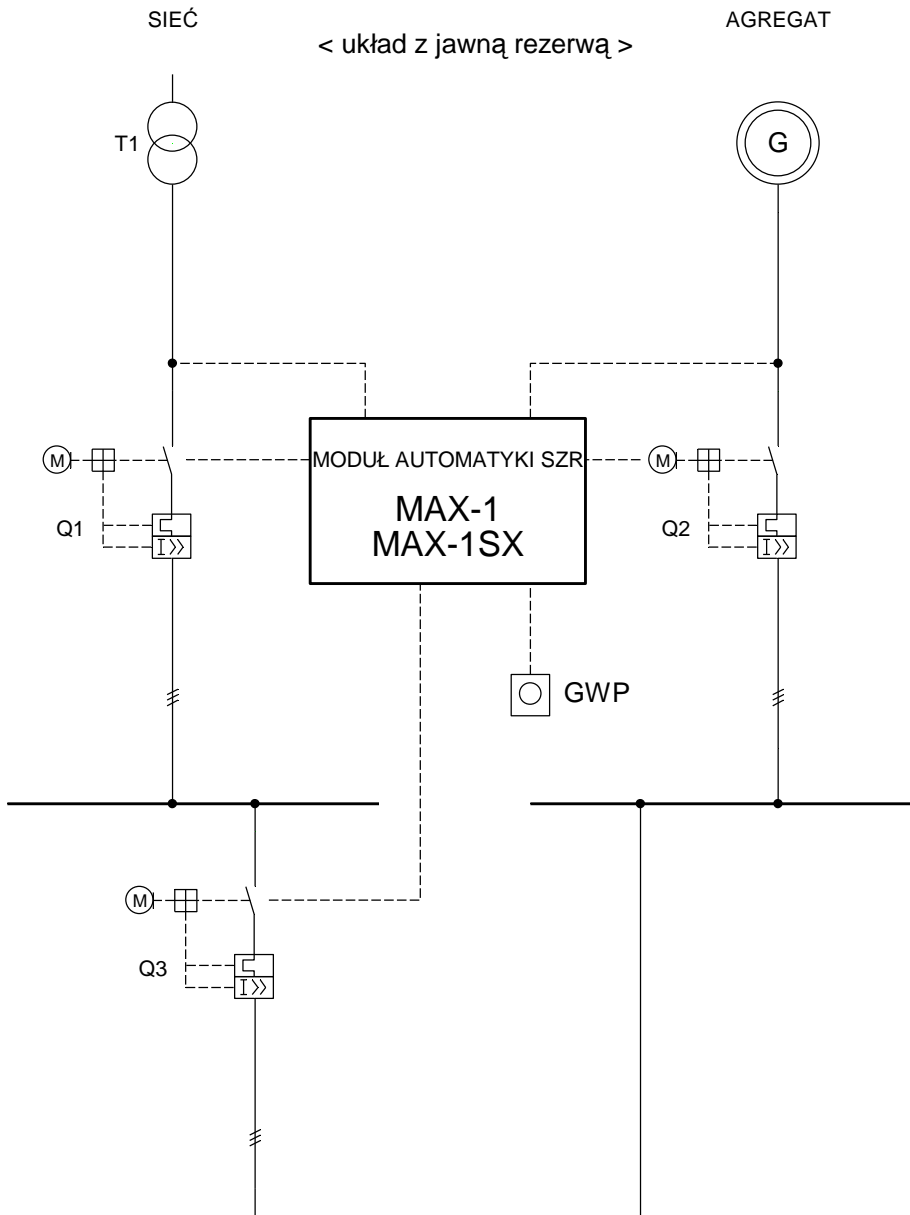 SIEĆ
AGREGAT
< układ z jawną rezerwą >
T1
G
M
MODUŁ AUTOMATYKI SZR
M
MAX-1
MAX-1SX
Q1
I>>
Q2
I>>
GWP
M
Q3
I>>